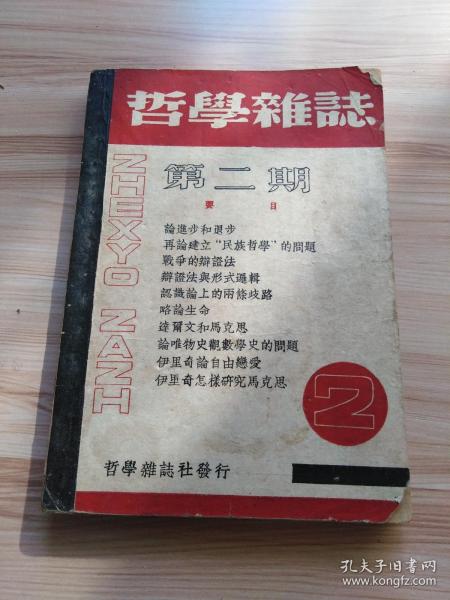 哲學雜誌
ZHEXYO ZAZH
第二期
要目
論進步和退步
再論建立“民族哲學”的問題
戰爭的辯證法
辯證法與形式邏輯
認識論上的兩條歧路
略論生命
達爾文和馬克思
論唯物史觀數學史的問題
伊里奇論自由戀愛
伊里奇怎樣研究馬克思
2
哲學雜誌社發行
孔夫子旧书网
www.kongfz.com